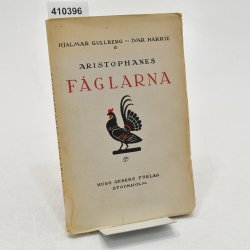 410396
HJALMAR GULLBERG ~ IVAR HARRIE
ARISTOPHANES
FÅGLARNA
HUGO GEBERS FÖRLAG
STOCKHOLM